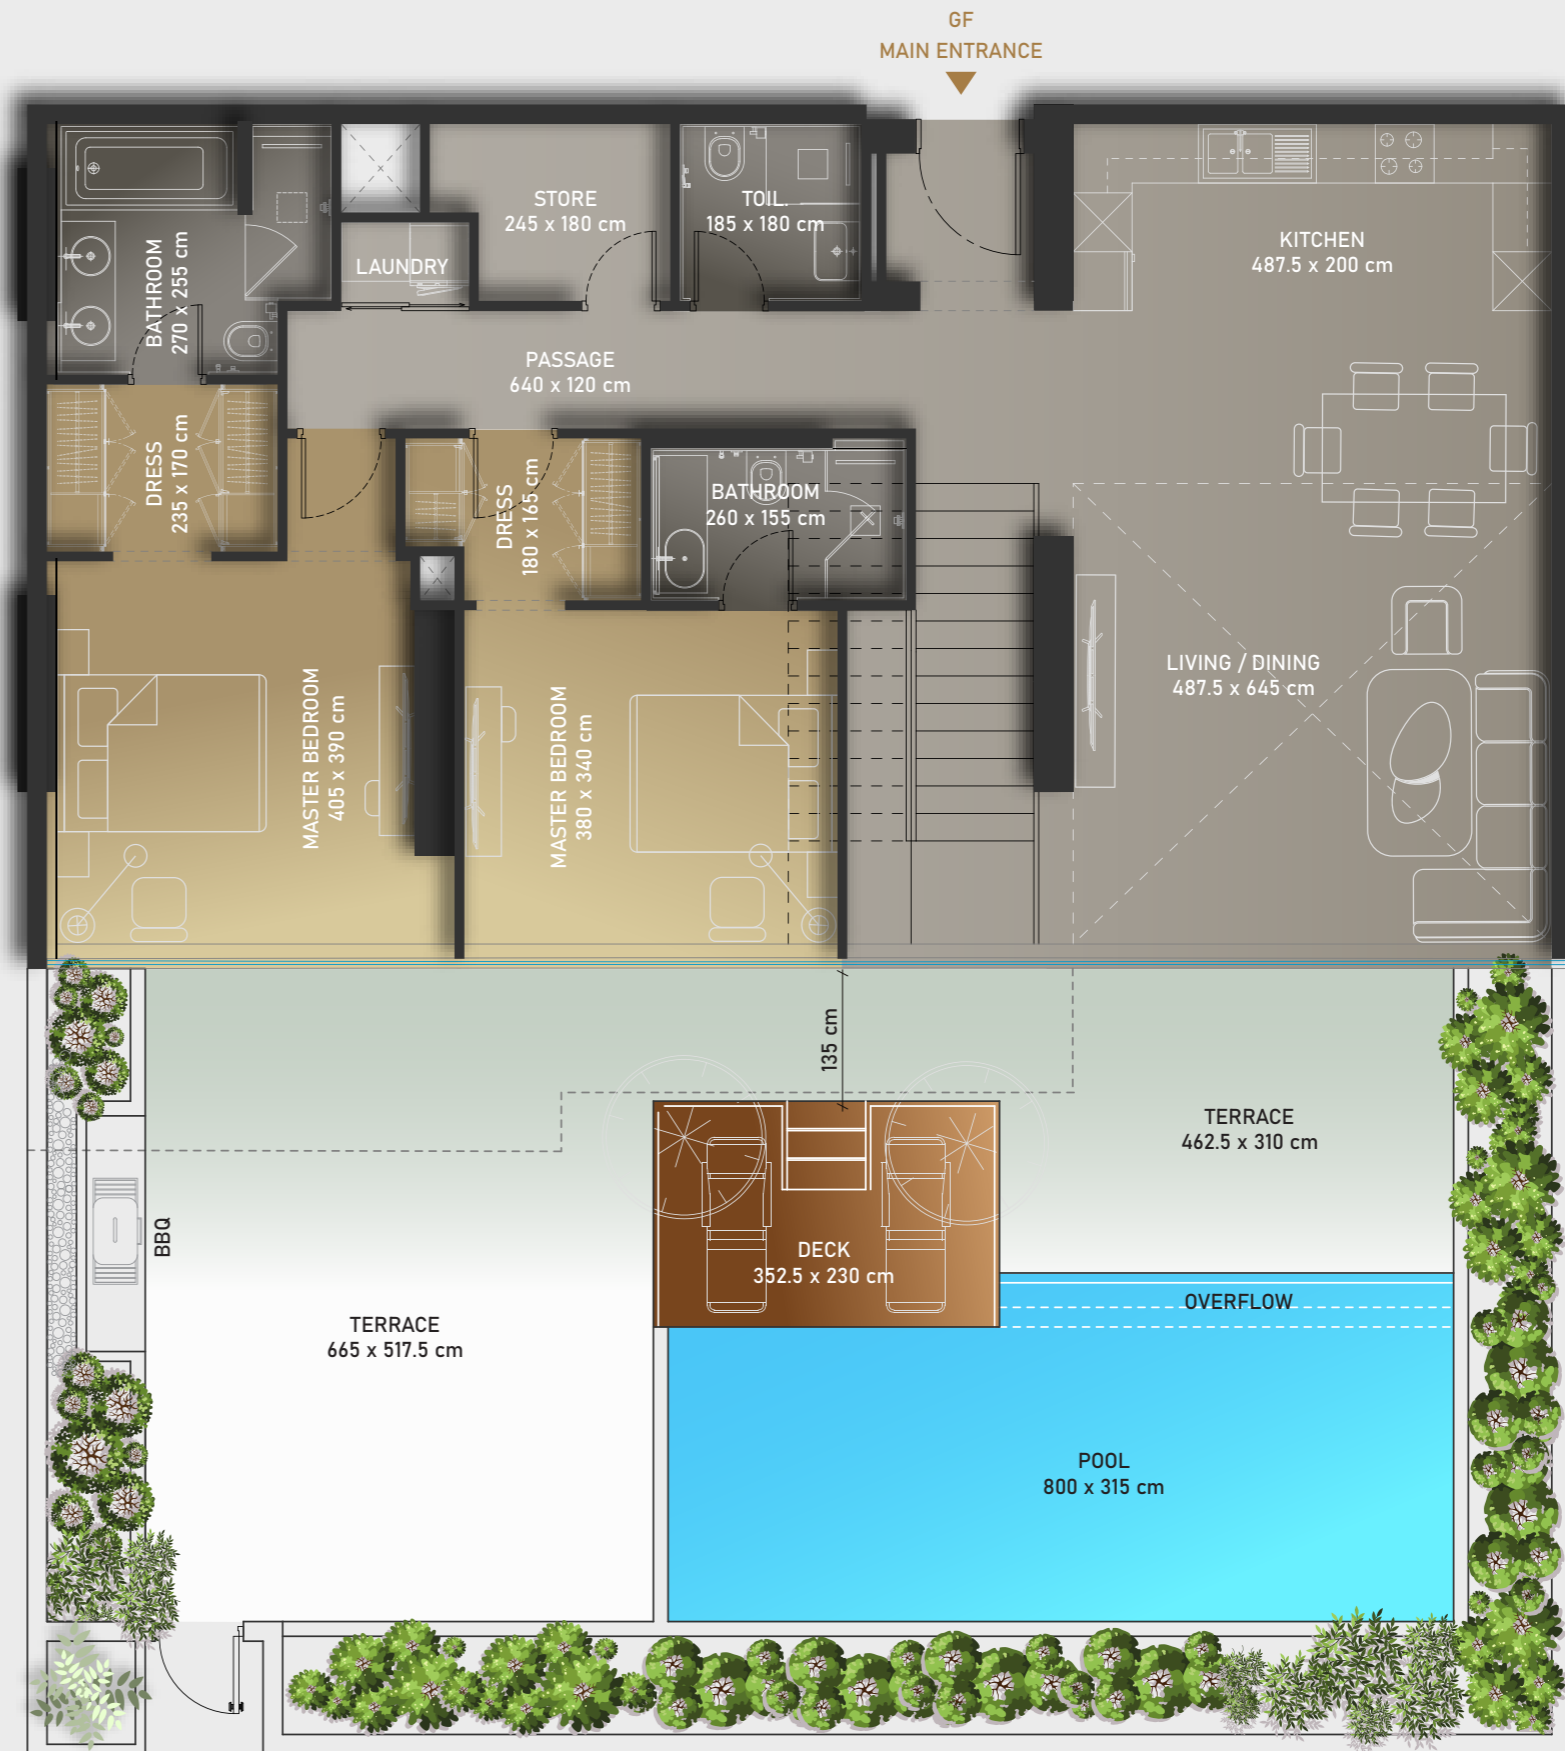 GF
MAIN ENTRANCE
STORE
245 x 180 cm
TOIL.
185 x 180 cm
KITCHEN
487.5 x 200 cm
LAUNDRY
BATHROOM
270 x 255 cm
PASSAGE
640 x 120 cm
DRESS
235 x 170 cm
DRESS
180 x 165 cm
BATHROOM
260 x 155 cm
LIVING / DINING
487.5 x 645 cm
MASTER BEDROOM
405 x 390 cm
MASTER BEDROOM
380 x 340 cm
135 cm
TERRACE
462.5 x 310 cm
BBQ
DECK
352.5 x 230 cm
OVERFLOW
TERRACE
665 x 517.5 cm
POOL
800 x 315 cm